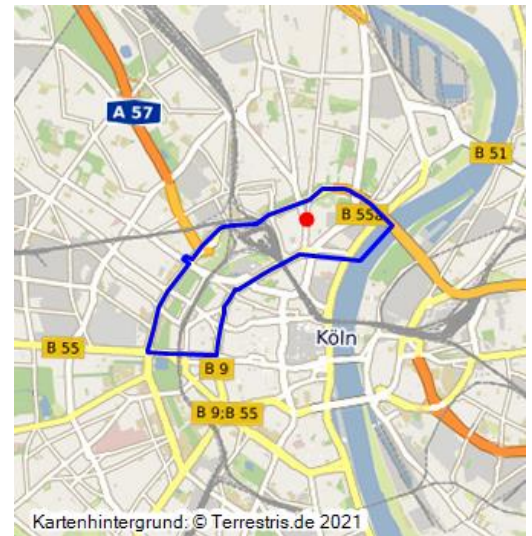 A 57
B 51
B 55a
Köln
B 55
B 9
B 9;B 55
Kartenhintergrund: © Terrestris.de 2021